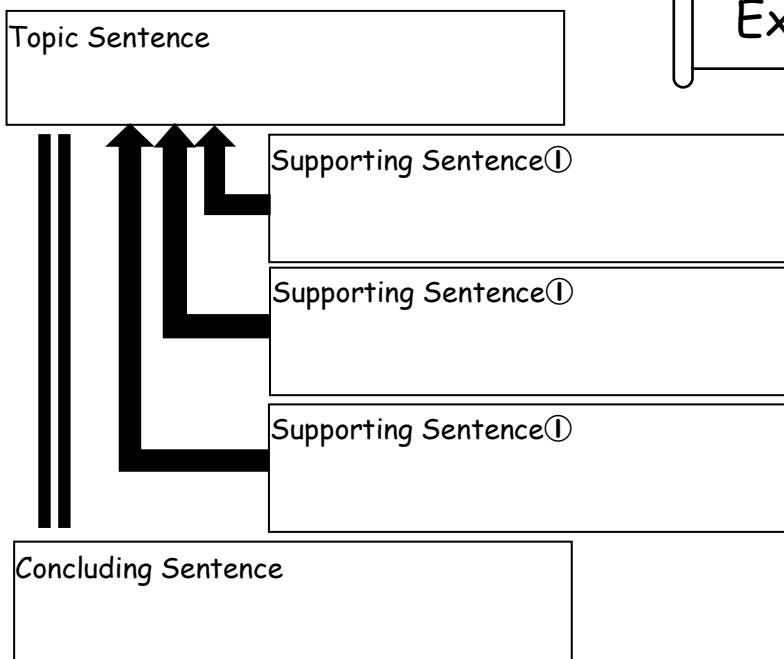 Topic Sentence
Ex
Supporting Sentence①
Supporting Sentence①
Supporting Sentence①
Concluding Sentence